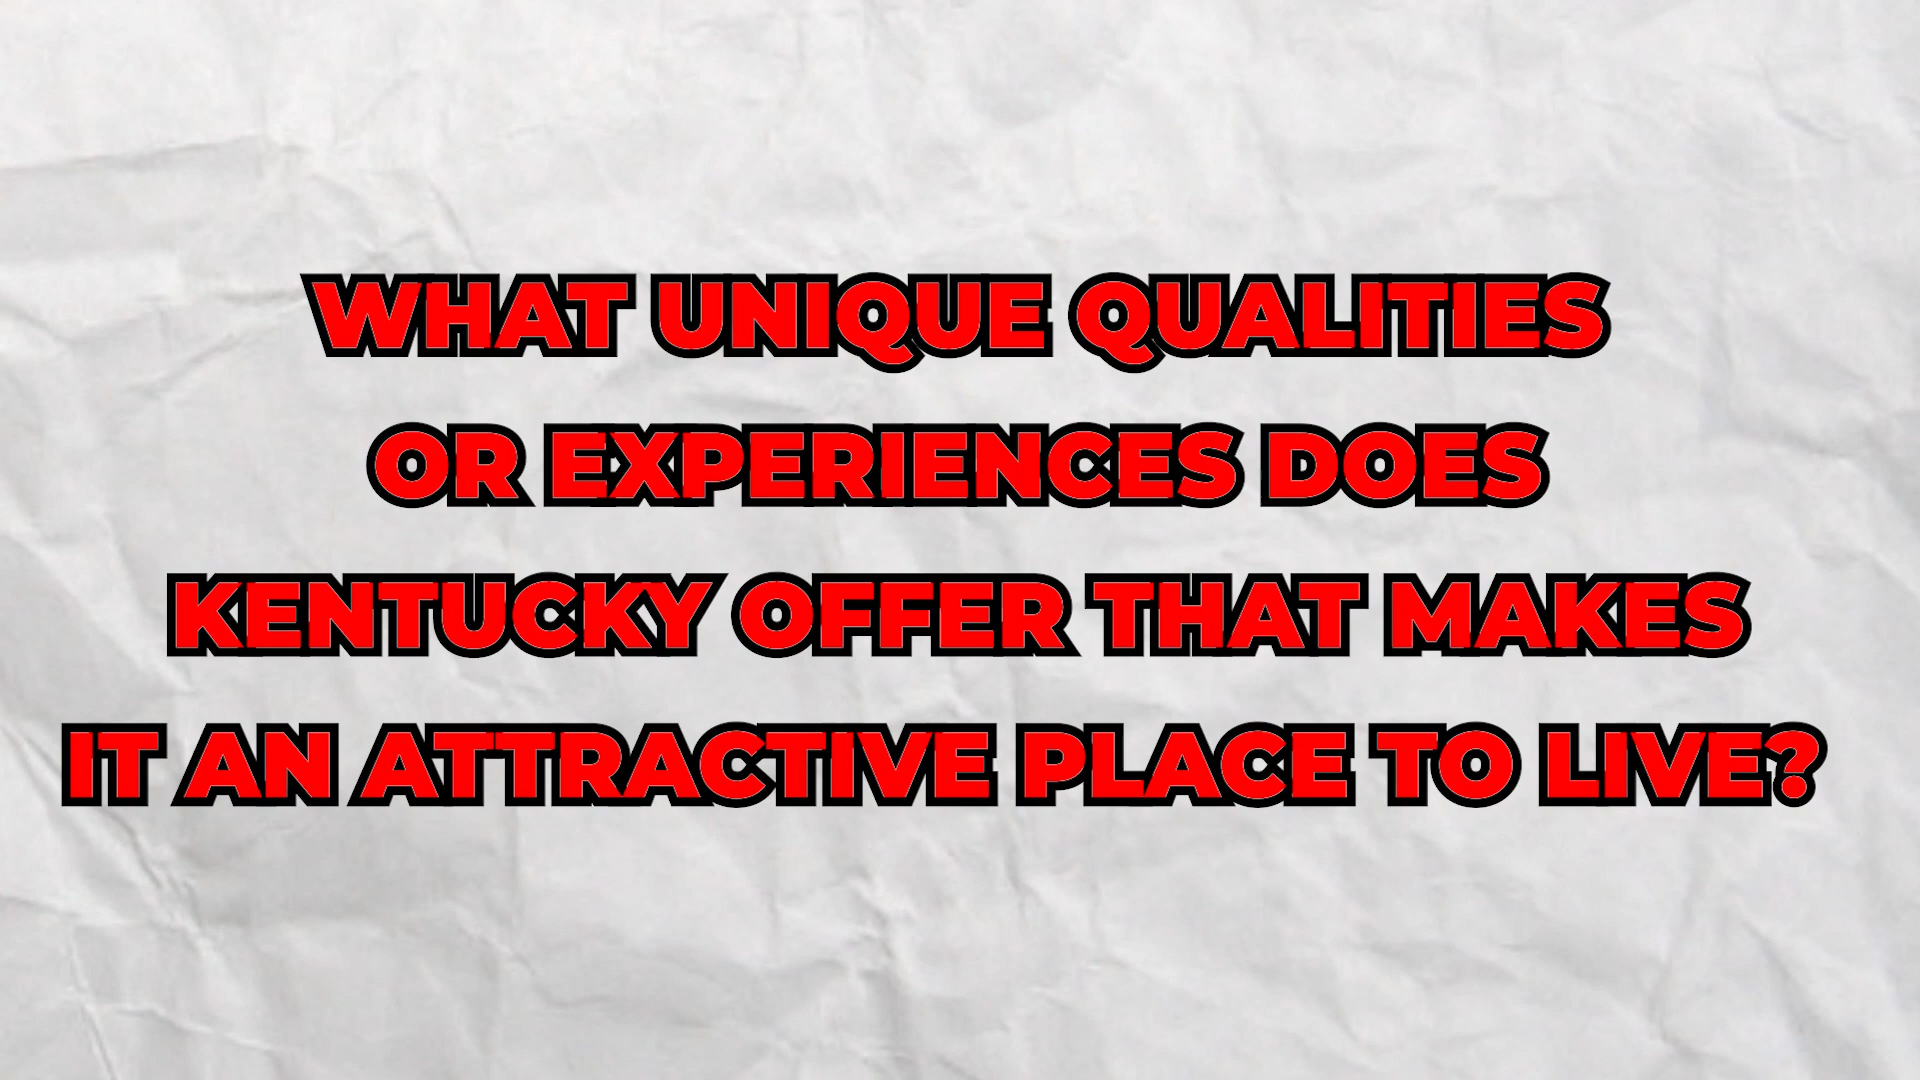 WHAT UNIQUE QUALITIES
OR EXPERIENCES DOES
KENTUCKY OFFER THAT MAKES
IT AN ATTRACTIVE PLACE TO LIVE?